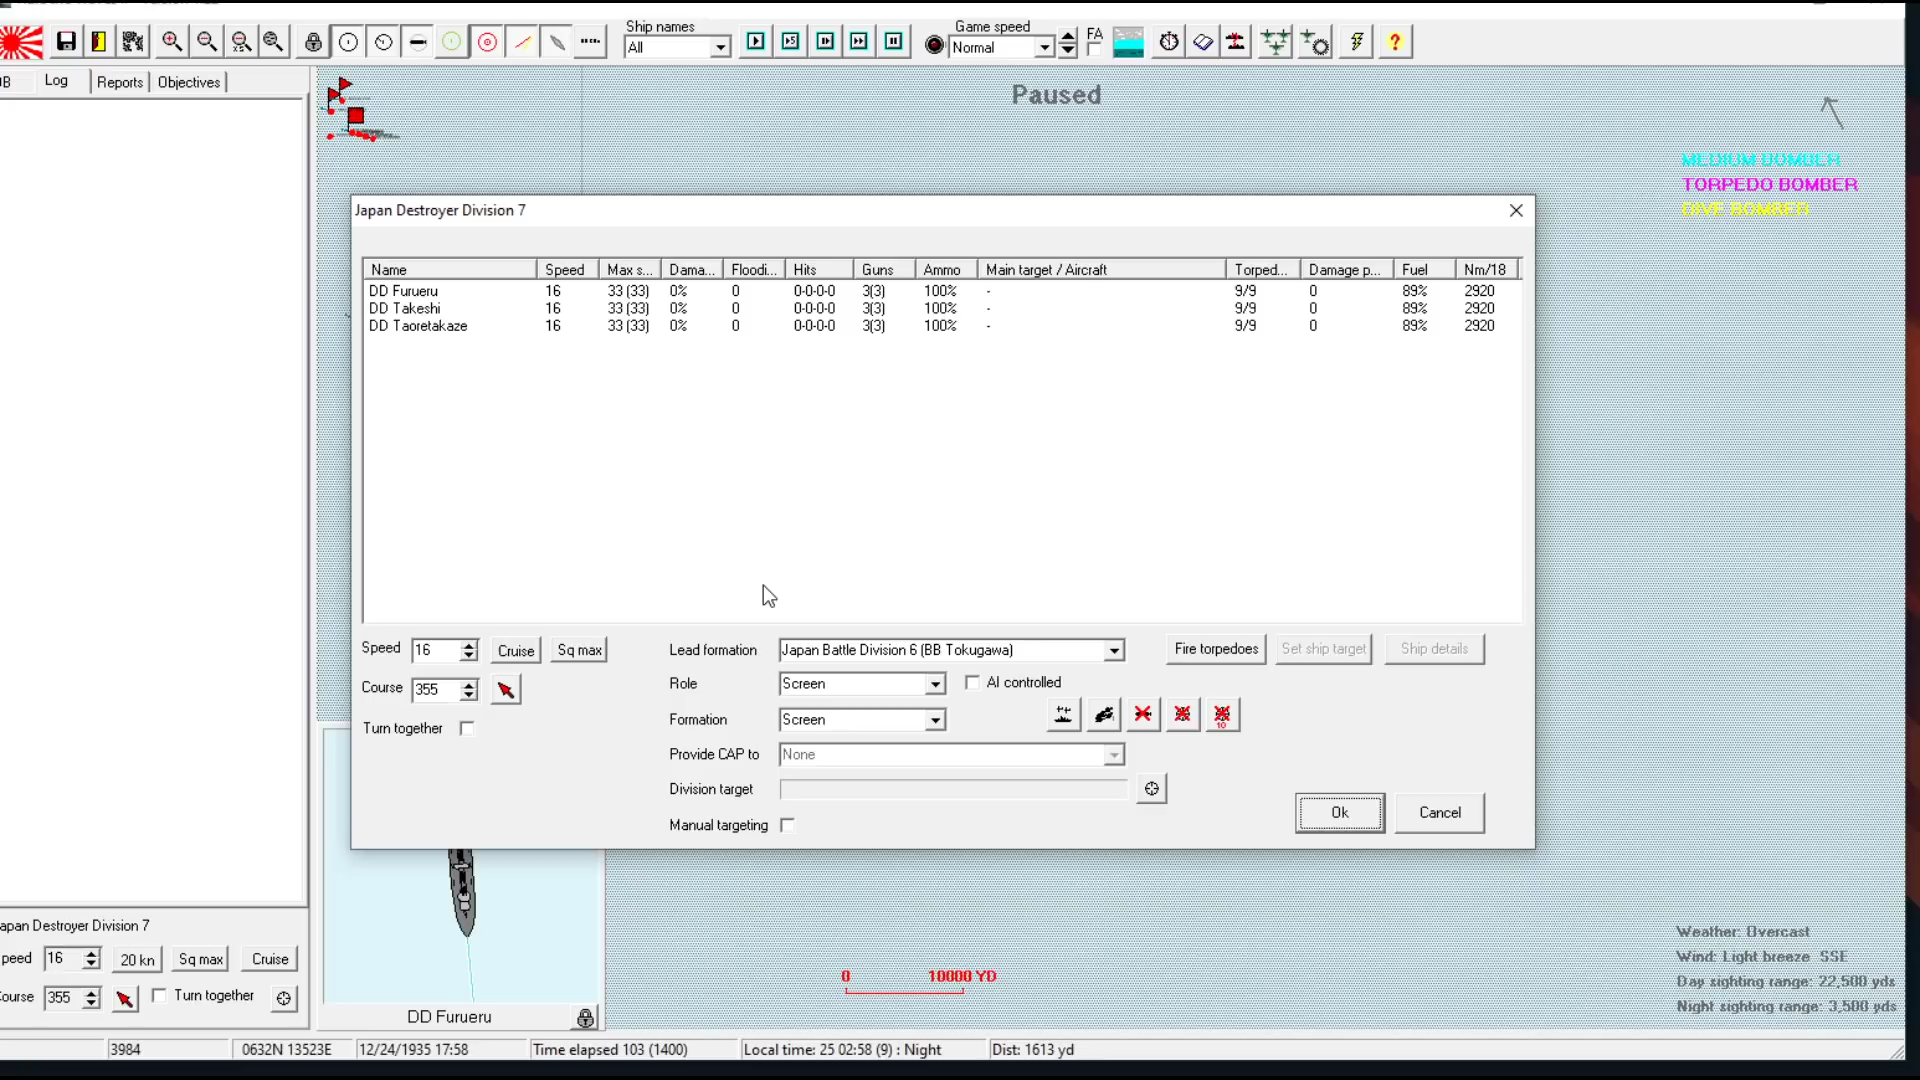 Ship names
Game speed
All
Normal
FA
Log
Reports
Objectives
Paused
MEDIUM BOMBER
TORPEDO BOMBER
DIVE BOMBER
Japan Destroyer Division 7
Name Speed Max s... Dama... Floodi... Hits Guns Ammo Main target / Aircraft Torped... Damage p... Fuel Nm/18
DD Furueru 16 33 (33) 0% 0 0-0-0-0 3(3) 100% - 9/9 0 89% 2920
DD Takeshi 16 33 (33) 0% 0 0-0-0-0 3(3) 100% - 9/9 0 89% 2920
DD Taoretakaze 16 33 (33) 0% 0 0-0-0-0 3(3) 100% - 9/9 0 89% 2920
Speed 16 Cruise Sq max
Lead formation Japan Battle Division 6 (BB Tokugawa)
Fire torpedoes Set ship target Ship details
Course 355
Role Screen
AI controlled
Turn together
Formation Screen
10
Provide CAP to None
Division target
Manual targeting
Ok Cancel
apan Destroyer Division 7
peed 16 20 kn Sq max Cruise
ourse 355 Turn together
DD Furueru
0 10000 YD
Weather: Overcast
Wind: Light breeze SSE
Day sighting range: 22,500 yds
Night sighting range: 3,500 yds
3984
0632N 13523E
12/24/1935 17:58
Time elapsed 103 (1400)
Local time: 25 02:58 (9) : Night
Dist: 1613 yd